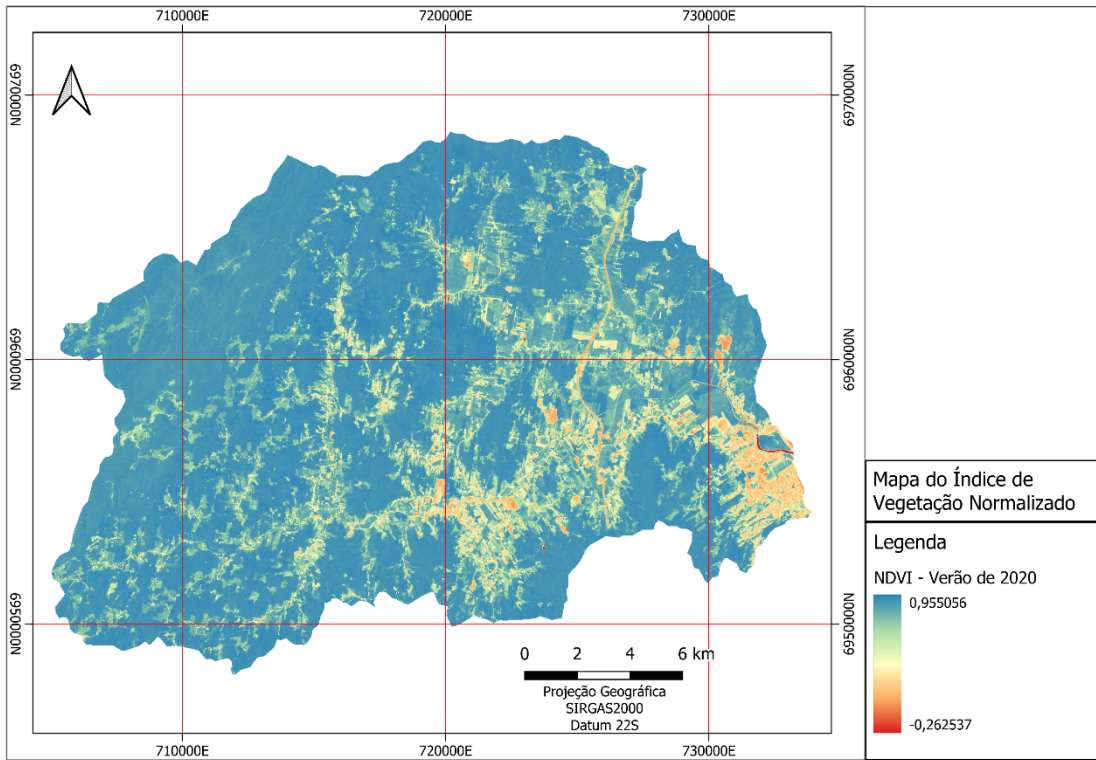 710000E
720000E
730000E
6970000N
6970000N
6960000N
6960000N
6950000N
6950000N
0 2 4 6 km
Projeção Geográfica
SIRGAS2000
Datum 22S
710000E
720000E
730000E
Mapa do Índice de
Vegetação Normalizado
Legenda
NDVI - Verão de 2020
0,955056
-0,262537